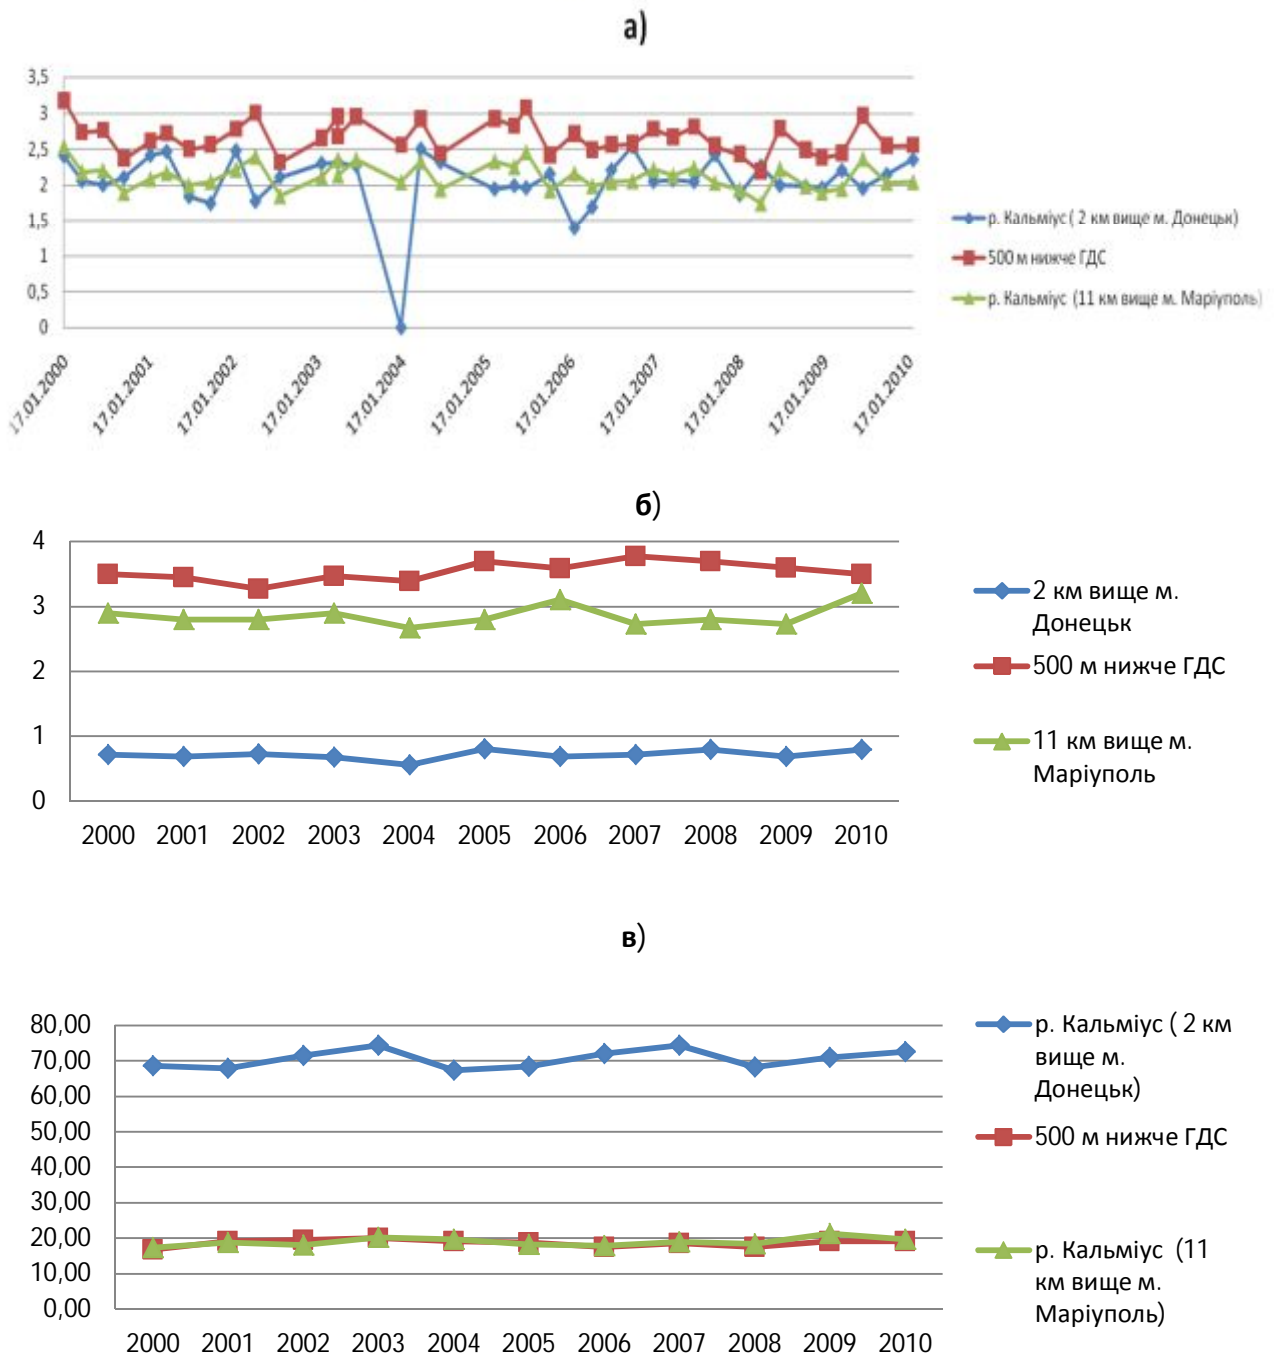 а)
3,5
3
2,5
2
1,5
1
0,5
0
17.01.2000
17.01.2001
17.01.2002
17.01.2003
17.01.2004
17.01.2005
17.01.2006
17.01.2007
17.01.2008
17.01.2009
17.01.2010
р. Кальміус ( 2 км вище м. Донецьк)
500 м нижче ГДС
р. Кальміус (11 км вище м. Маріуполь)
б)
4
3
2
1
0
2000 2001 2002 2003 2004 2005 2006 2007 2008 2009 2010
2 км вище м.
Донецьк
500 м нижче ГДС
11 км вище м.
Маріуполь
в)
80,00
70,00
60,00
50,00
40,00
30,00
20,00
10,00
0,00
2000 2001 2002 2003 2004 2005 2006 2007 2008 2009 2010
р. Кальміус ( 2 км
вище м.
Донецьк)
500 м нижче ГДС
р. Кальміус (11
км вище м.
Маріуполь)